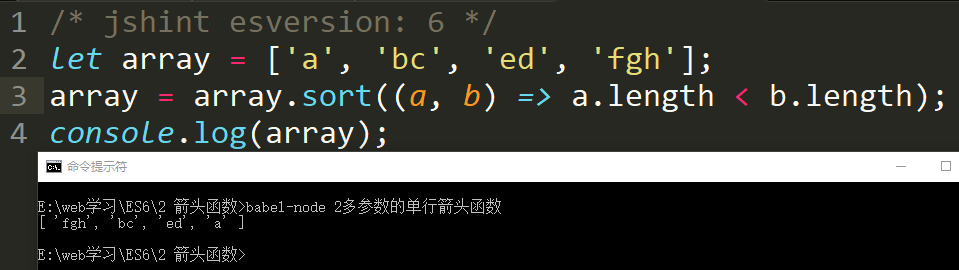 1 /* jshint esversion: 6 */
2 let array = ['a', 'bc', 'ed', 'fgh'];
3 array = array.sort((a, b) => a.length < b.length);
4 console.log(array);
命令提示符
E:\web学习\ES6\2 箭头函数>babel-node 2多参数的单行箭头函数
[ 'fgh', 'bc', 'ed', 'a' ]
E:\web学习\ES6\2 箭头函数>